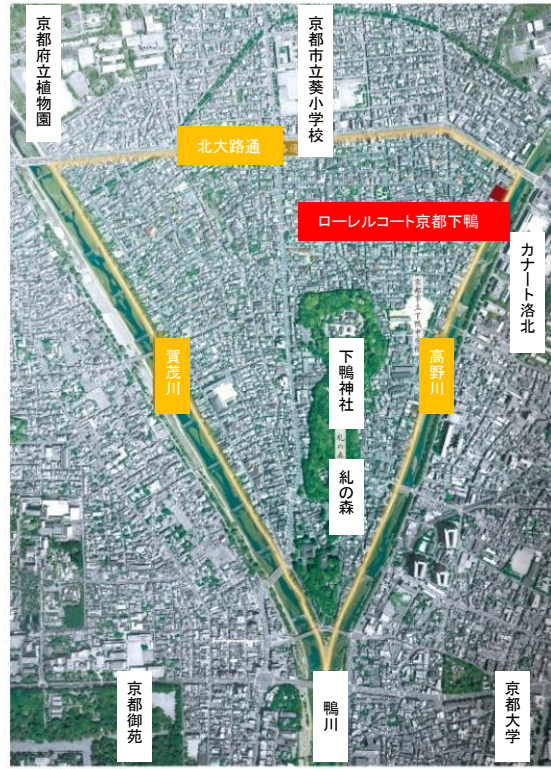 京都府立植物園
京都市立葵小学校
北大路通
ローレルコート京都下鴨
カナート洛北
賀茂川
下鴨神社
高野川
糺の森
糺の森
京都御苑
鴨川
京都大学